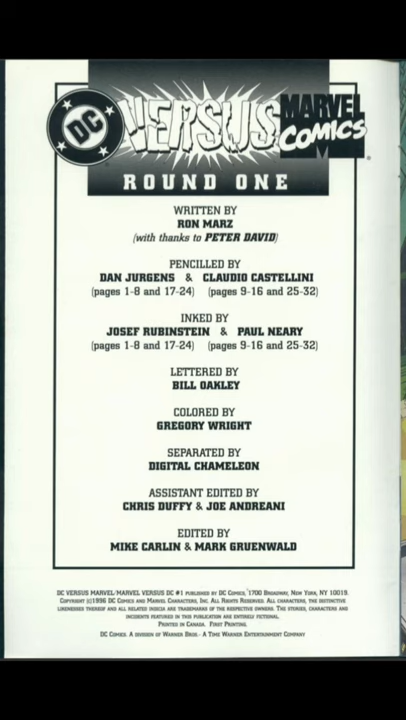 DC VERSUS MARVEL COMICS
ROUND ONE
WRITTEN BY
RON MARZ
(with thanks to PETER DAVID)
PENCILLED BY
DAN JURGENS & CLAUDIO CASTELLINI
(pages 1-8 and 17-24) (pages 9-16 and 25-32)
INKED BY
JOSEF RUBINSTEIN & PAUL NEARY
(pages 1-8 and 17-24) (pages 9-16 and 25-32)
LETTERED BY
BILL OAKLEY
COLORED BY
GREGORY WRIGHT
SEPARATED BY
DIGITAL CHAMELEON
ASSISTANT EDITED BY
CHRIS DUFFY & JOE ANDREANI
EDITED BY
MIKE CARLIN & MARK GRUENWALD
DC VERSUS MARVEL/MARVEL VERSUS DC #1 PUBLISHED BY DC COMICS, 1700 BROADWAY, NEW YORK, NY 10019.
COPYRIGHT ©1996 DC COMICS AND MARVEL CHARACTERS, INC. ALL RIGHTS RESERVED. ALL CHARACTERS, THE DISTINCTIVE
LIKENESSES THEREOF AND ALL RELATED INDICIA ARE TRADEMARKS OF THE RESPECTIVE OWNERS. THE STORIES, CHARACTERS AND
INCIDENTS FEATURED IN THIS PUBLICATION ARE ENTIRELY FICTIONAL.
PRINTED IN CANADA. FIRST PRINTING.
DC COMICS. A DIVISION OF WARNER BROS.- A TIME WARNER ENTERTAINMENT COMPANY